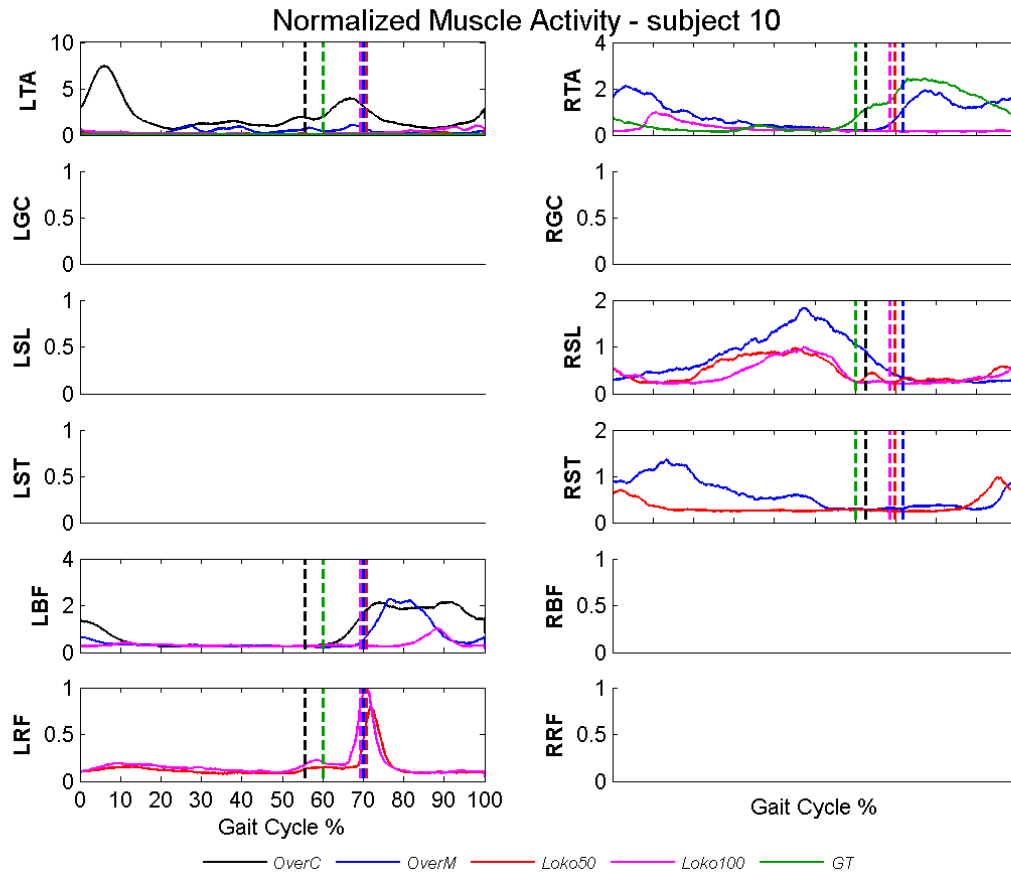 Normalized Muscle Activity - subject 10
LTA
10
5
0
RTA
4
2
0
LGC
1
0.5
0
RGC
1
0.5
0
LSL
1
0.5
0
RSL
2
1
0
LST
1
0.5
0
RST
2
1
0
LBF
4
2
0
RBF
1
0.5
0
LRF
1
0.5
0
RRF
1
0.5
0
0 10 20 30 40 50 60 70 80 90 100
Gait Cycle %
Gait Cycle %
OverC OverM Loko50 Loko100 GT